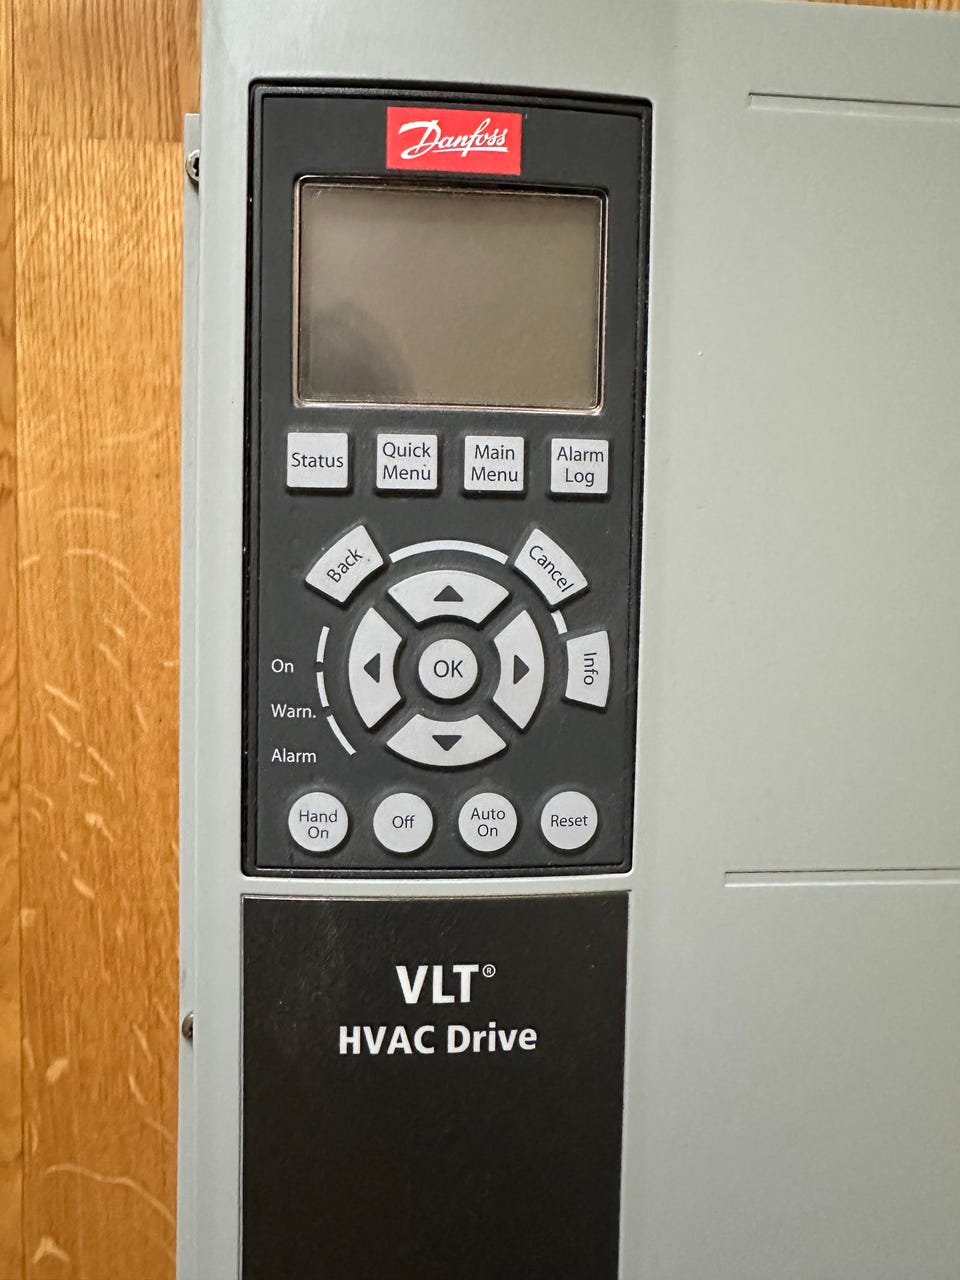 Danfoss
Status
Quick
Menu
Main
Menu
Alarm
Log
Back
Cancel
OK
Info
On
Warn.
Alarm
Hand
On
Off
Auto
On
Reset
VLT®
HVAC Drive